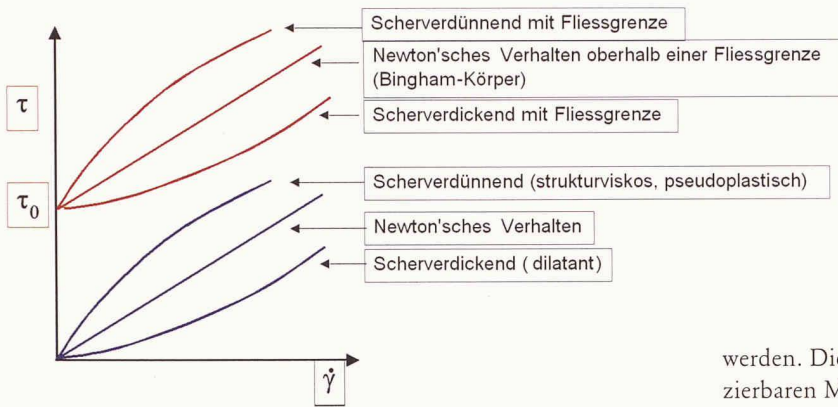 Scherverdünnend mit Fliessgrenze
Newton'sches Verhalten oberhalb einer Fliessgrenze
(Bingham-Körper)
τ
Scherverdickend mit Fliessgrenze
Scherverdünnend (strukturviskos, pseudoplastisch)
τ₀
Newton'sches Verhalten
Scherverdickend ( dilatant)
γ̇
werden. Die
zierbaren M